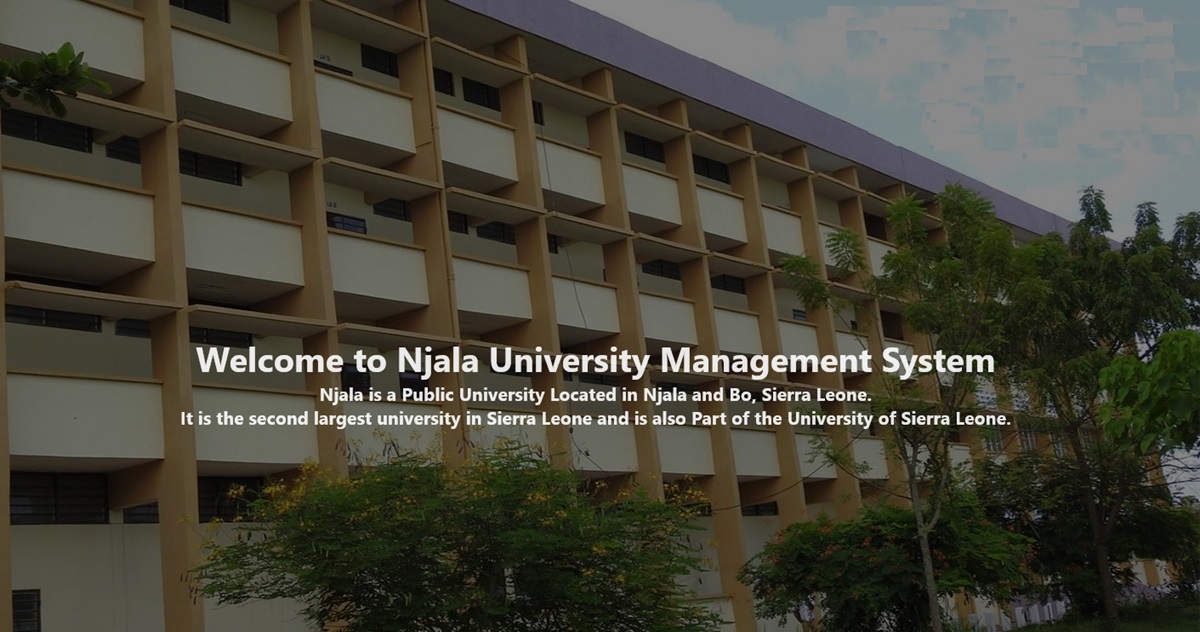 Welcome to Njala University Management System
Njala is a Public University Located in Njala and Bo, Sierra Leone.
It is the second largest university in Sierra Leone and is also Part of the University of Sierra Leone.